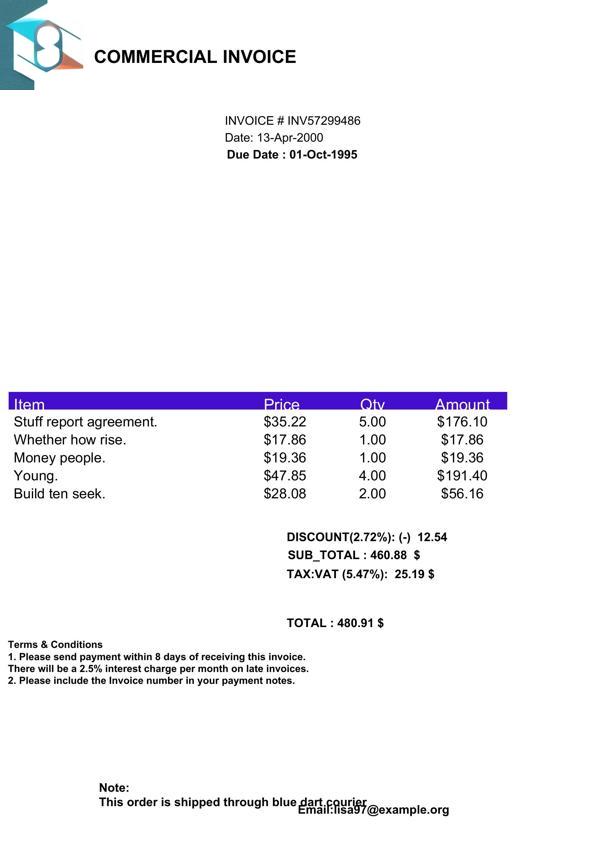 COMMERCIAL INVOICE
INVOICE # INV57299486
Date: 13-Apr-2000
Due Date : 01-Oct-1995
Item Price Qty Amount
Stuff report agreement. $35.22 5.00 $176.10
Whether how rise. $17.86 1.00 $17.86
Money people. $19.36 1.00 $19.36
Young. $47.85 4.00 $191.40
Build ten seek. $28.08 2.00 $56.16
DISCOUNT(2.72%): (-) 12.54
SUB_TOTAL : 460.88 $
TAX:VAT (5.47%): 25.19 $
TOTAL : 480.91 $
Terms & Conditions
1. Please send payment within 8 days of receiving this invoice.
There will be a 2.5% interest charge per month on late invoices.
2. Please include the Invoice number in your payment notes.
Note:
This order is shipped through blue dart courier
Email:lisa97@example.org